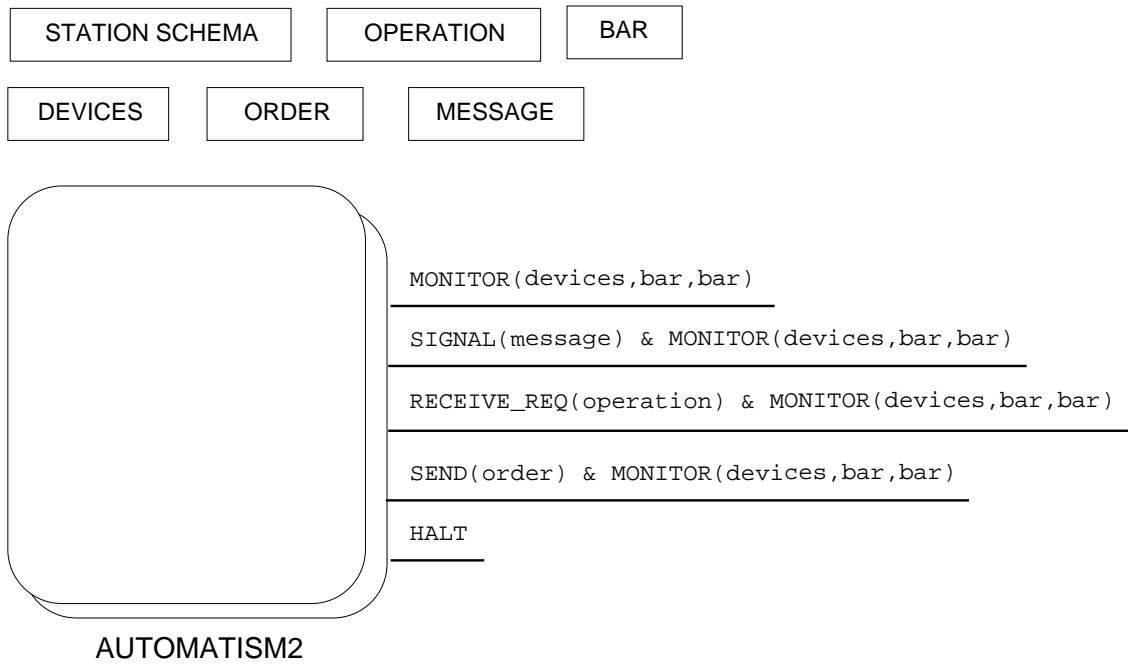 STATION SCHEMA OPERATION BAR
DEVICES ORDER MESSAGE
MONITOR(devices,bar,bar)
SIGNAL(message) & MONITOR(devices,bar,bar)
RECEIVE_REQ(operation) & MONITOR(devices,bar,bar)
SEND(order) & MONITOR(devices,bar,bar)
HALT
AUTOMATISM2